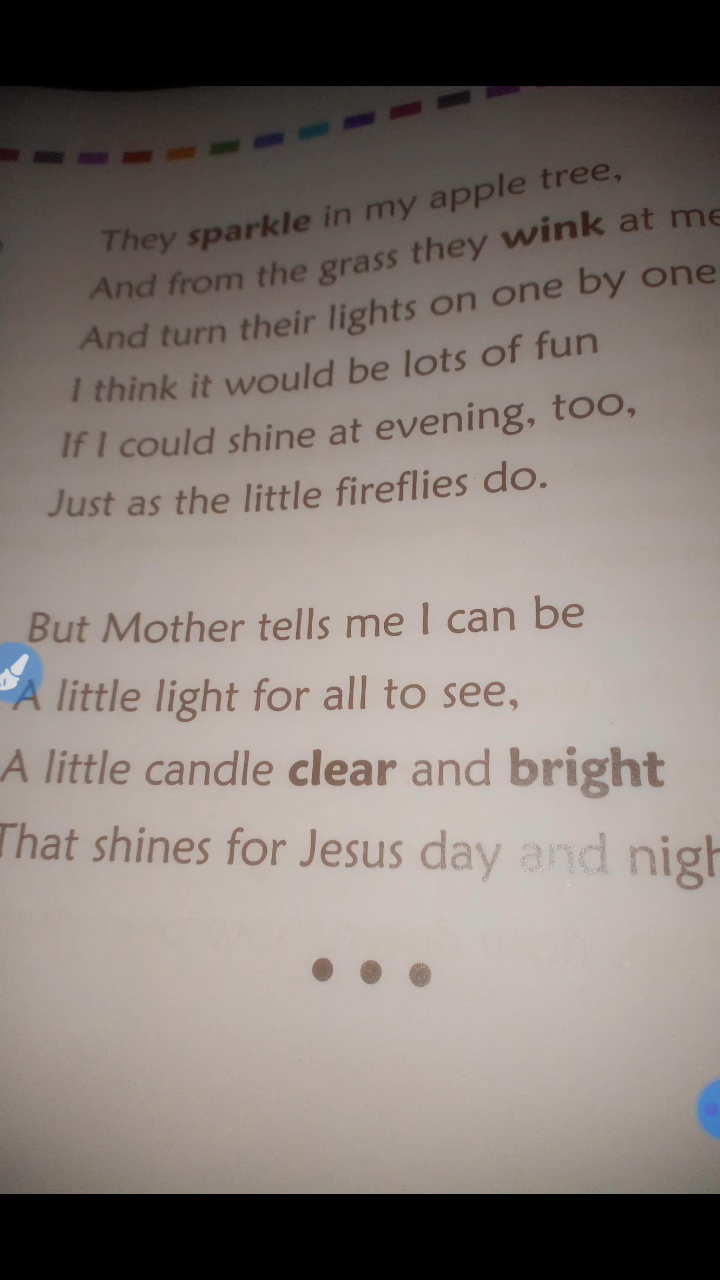 They sparkle in my apple tree,
And from the grass they wink at me
And turn their lights on one by one
I think it would be lots of fun
If I could shine at evening, too,
Just as the little fireflies do.
But Mother tells me I can be
A little light for all to see,
A little candle clear and bright
That shines for Jesus day and nigh